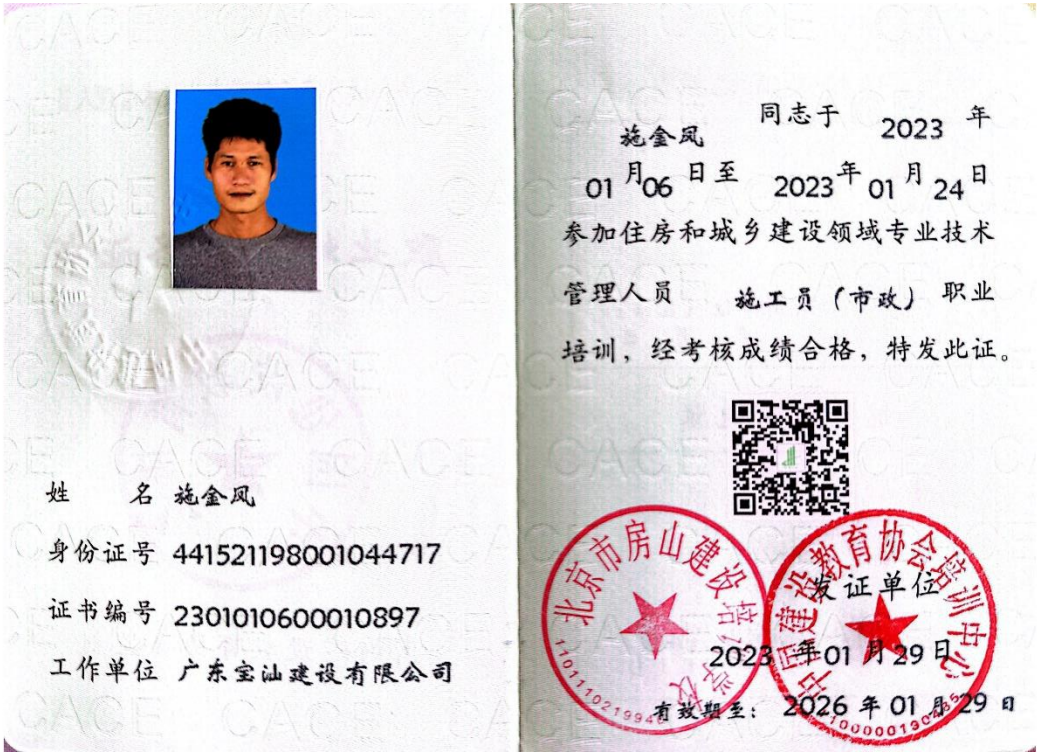 姓 名 施金凤
身份证号 441521198001044717
证书编号 2301010600010897
工作单位 广东宝汕建设有限公司
施金凤 同志于 2023 年
01 月 06 日至 2023 年 01 月 24 日
参加住房和城乡建设领域专业技术
管理人员 施工员（市政） 职业
培训，经考核成绩合格，特发此证。
北京市房山建设培训学校
中国建设教育协会培训中心
发证单位
2023 年 01 月 29 日
有效期至： 2026 年 01 月 29 日
CACE